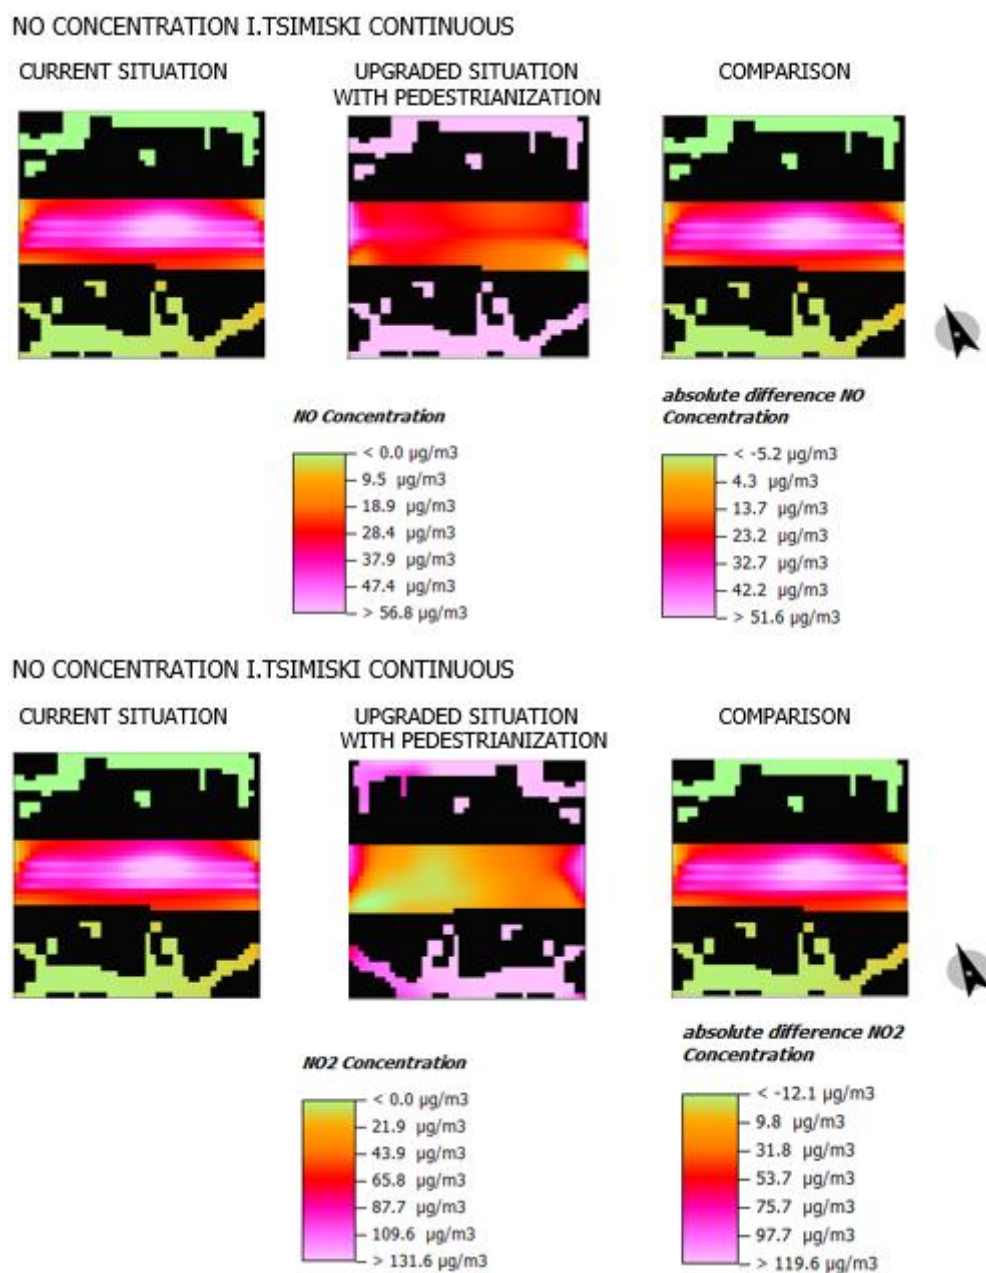 NO CONCENTRATION I.TSIMISKI CONTINUOUS
CURRENT SITUATION
UPGRADED SITUATION
WITH PEDESTRIANIZATION
COMPARISON
NO Concentration
< 0.0 µg/m3
9.5 µg/m3
18.9 µg/m3
28.4 µg/m3
37.9 µg/m3
47.4 µg/m3
> 56.8 µg/m3
absolute difference NO
Concentration
< -5.2 µg/m3
4.3 µg/m3
13.7 µg/m3
23.2 µg/m3
32.7 µg/m3
42.2 µg/m3
> 51.6 µg/m3
NO CONCENTRATION I.TSIMISKI CONTINUOUS
CURRENT SITUATION
UPGRADED SITUATION
WITH PEDESTRIANIZATION
COMPARISON
NO2 Concentration
< 0.0 µg/m3
21.9 µg/m3
43.9 µg/m3
65.8 µg/m3
87.7 µg/m3
109.6 µg/m3
> 131.6 µg/m3
absolute difference NO2
Concentration
< -12.1 µg/m3
9.8 µg/m3
31.8 µg/m3
53.7 µg/m3
75.7 µg/m3
97.7 µg/m3
> 119.6 µg/m3